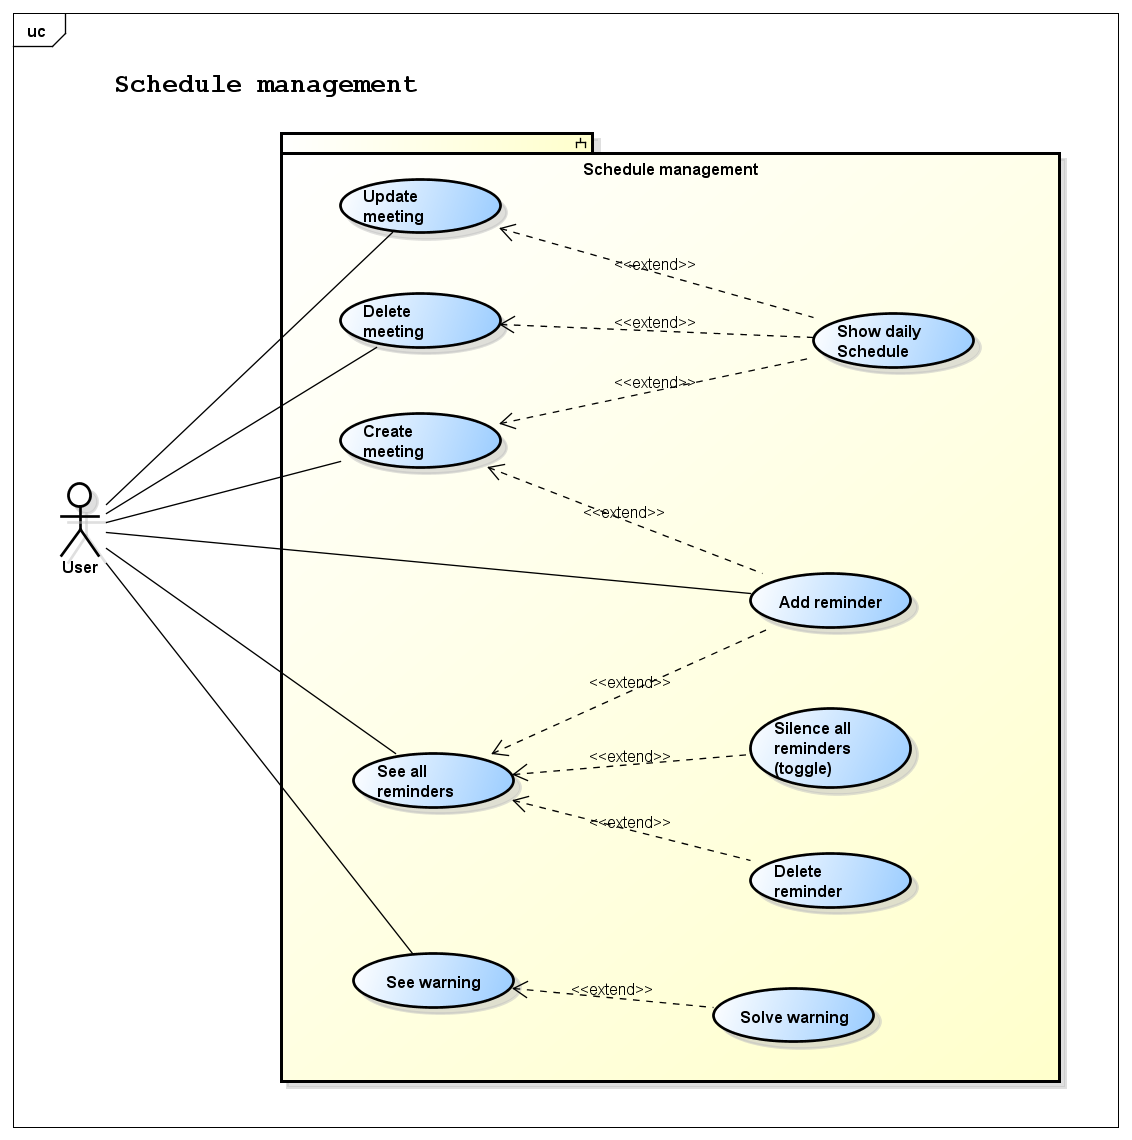 uc
Schedule management
Schedule management
Update
meeting
<<extend>>
Delete
meeting
<<extend>>
Show daily
Schedule
<<extend>>
Create
meeting
<<extend>>
User
Add reminder
<<extend>>
Silence all
reminders
(toggle)
<<extend>>
See all
reminders
<<extend>>
Delete
reminder
See warning
<<extend>>
Solve warning